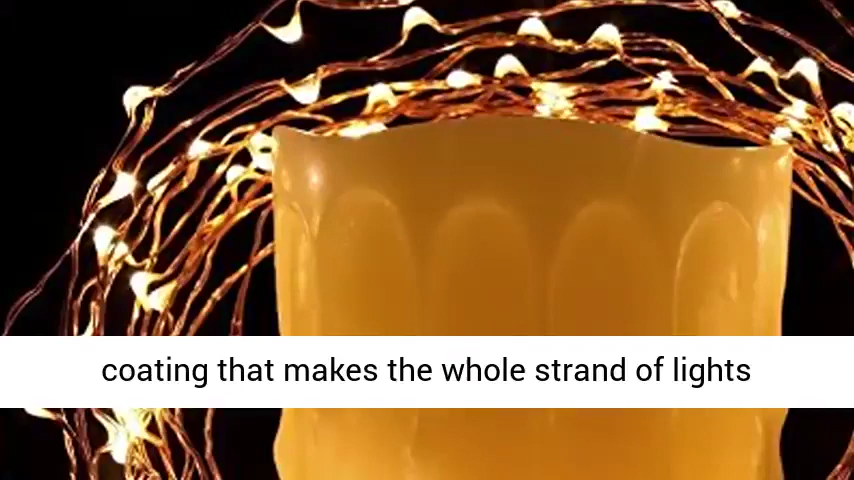 coating that makes the whole strand of lights